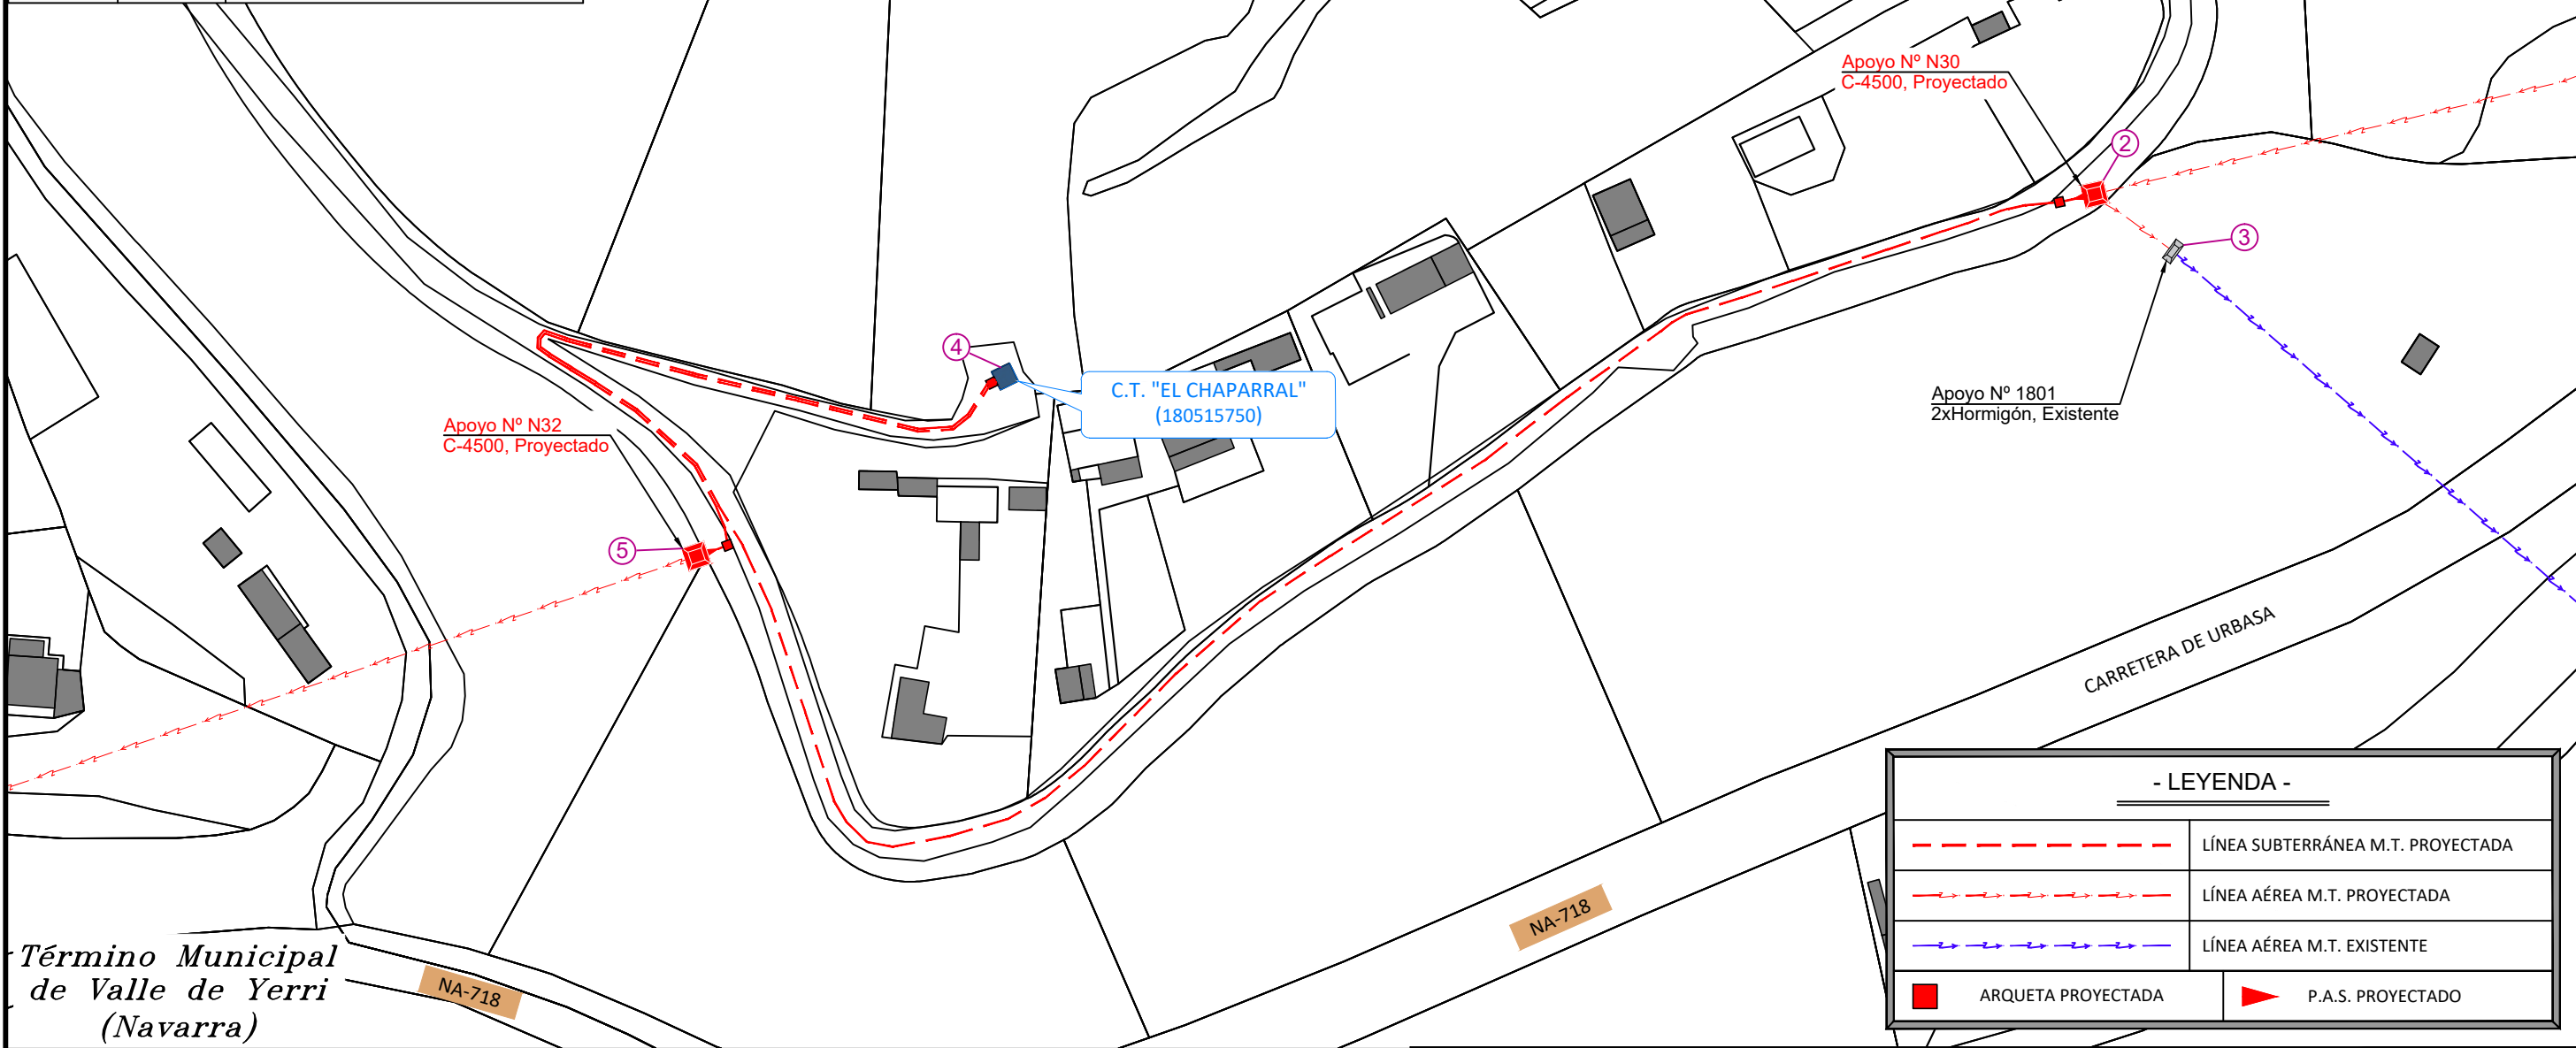 Apoyo Nº N30
C-4500, Proyectado
2
3
4
C.T. "EL CHAPARRAL"
(180515750)
Apoyo Nº 1801
2xHormigón, Existente
Apoyo Nº N32
C-4500, Proyectado
5
CARRETERA DE URBASA
NA-718
NA-718
Término Municipal
de Valle de Yerri
(Navarra)
- LEYENDA -
LÍNEA SUBTERRÁNEA M.T. PROYECTADA
LÍNEA AÉREA M.T. PROYECTADA
LÍNEA AÉREA M.T. EXISTENTE
ARQUETA PROYECTADA
P.A.S. PROYECTADO